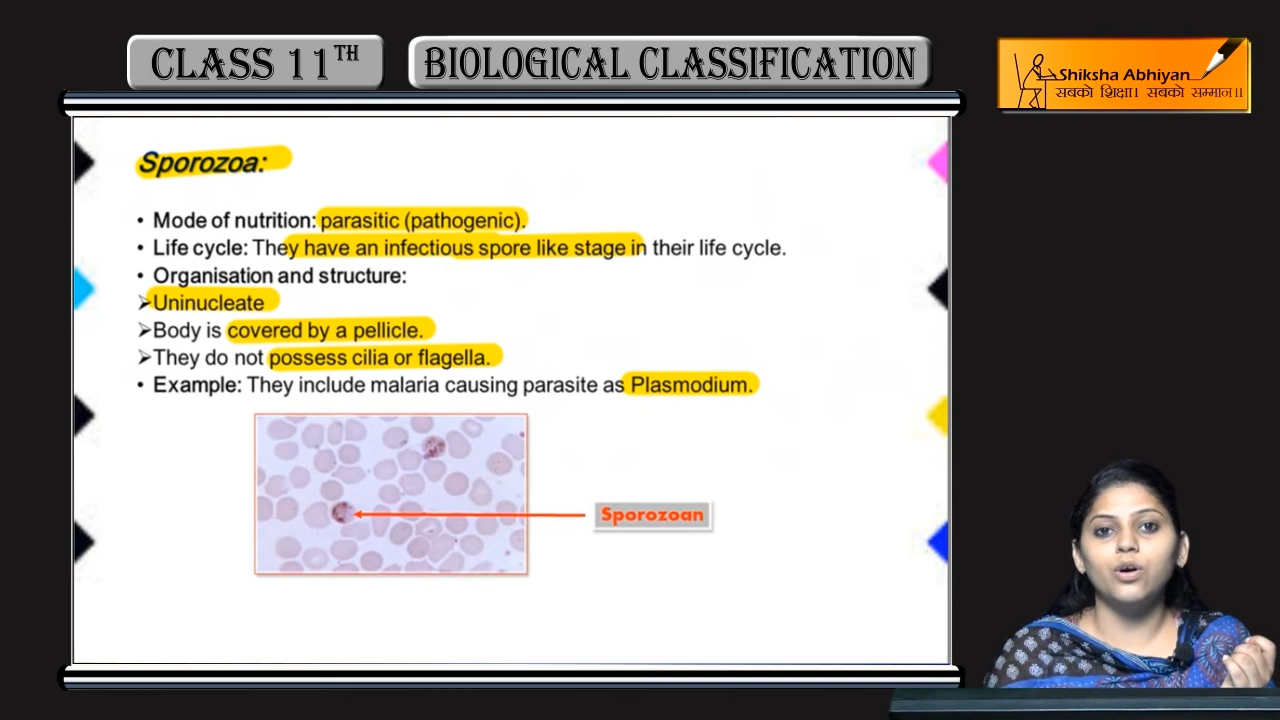 CLASS 11TH
BIOLOGICAL CLASSIFICATION
Shiksha Abhiyan
सबको शिक्षा। सबको सम्मान।।
Sporozoa:
• Mode of nutrition: parasitic (pathogenic).
• Life cycle: They have an infectious spore like stage in their life cycle.
• Organisation and structure:
➢Uninucleate
➢Body is covered by a pellicle.
➢They do not possess cilia or flagella.
• Example: They include malaria causing parasite as Plasmodium.
Sporozoan